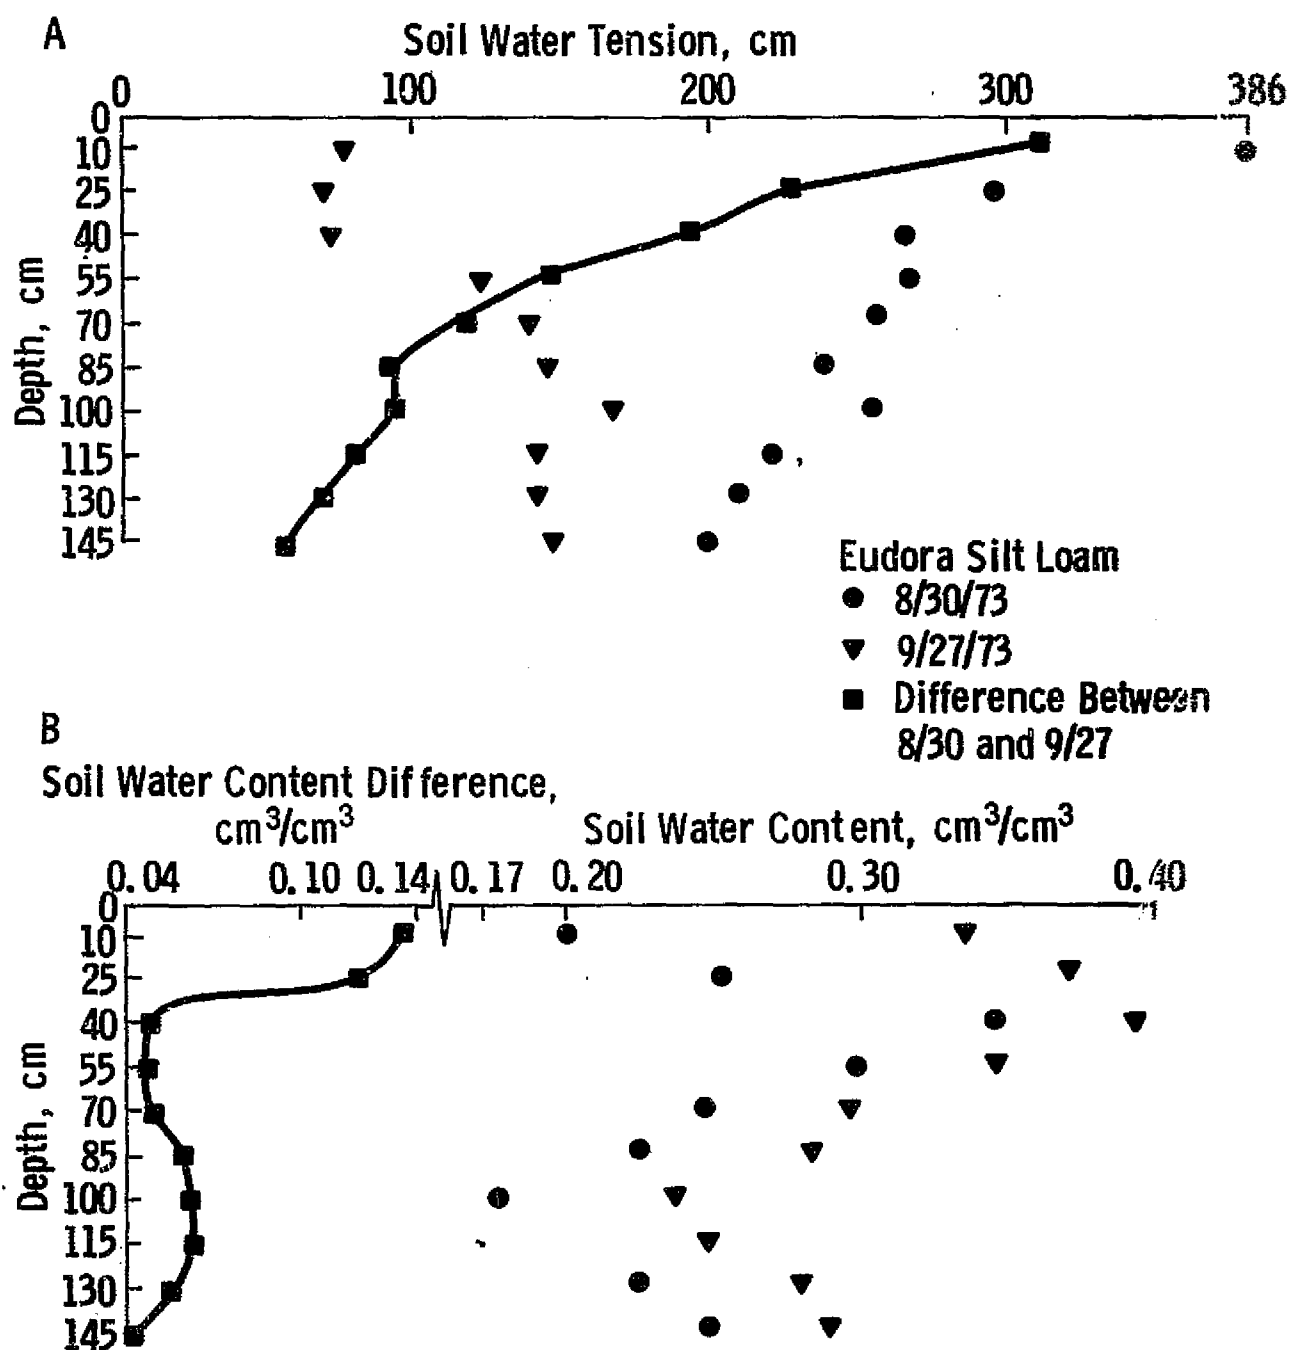 A
Soil Water Tension, cm
0 100 200 300 386
0
10
25
40
55
70
85
100
115
130
145
Depth, cm
Eudora Silt Loam
8/30/73
9/27/73
Difference Between
8/30 and 9/27
B
Soil Water Content Difference,
cm³/cm³
Soil Water Content, cm³/cm³
0.04 0.10 0.14 0.17 0.20 0.30 0.40
0
10
25
40
55
70
85
100
115
130
145
Depth, cm